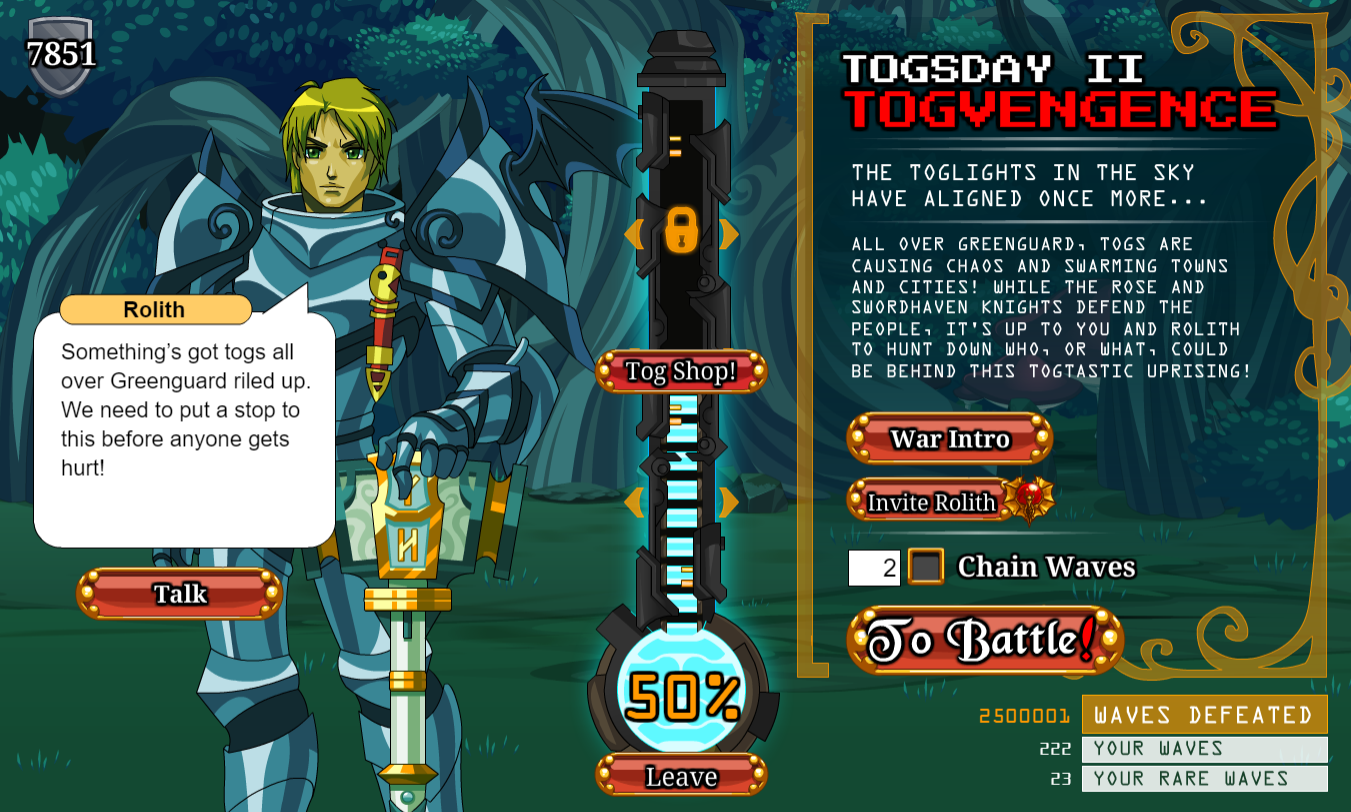 7851
TOGSDAY II
TOGVENGENCE
THE TOGLIGHTS IN THE SKY
HAVE ALIGNED ONCE MORE...
ALL OVER GREENGUARD, TOGS ARE
CAUSING CHAOS AND SWARMING TOWNS
AND CITIES! WHILE THE ROSE AND
SWORDHAVEN KNIGHTS DEFEND THE
PEOPLE, IT'S UP TO YOU AND ROLITH
TO HUNT DOWN WHO, OR WHAT, COULD
BE BEHIND THIS TOGTASTIC UPRISING!
Rolith
Something's got togs all
over Greenguard riled up.
We need to put a stop to
this before anyone gets
hurt!
Talk
Tog Shop!
50%
Leave
War Intro
Invite Rolith
2 Chain Waves
To Battle!
2500001 WAVES DEFEATED
222 YOUR WAVES
23 YOUR RARE WAVES